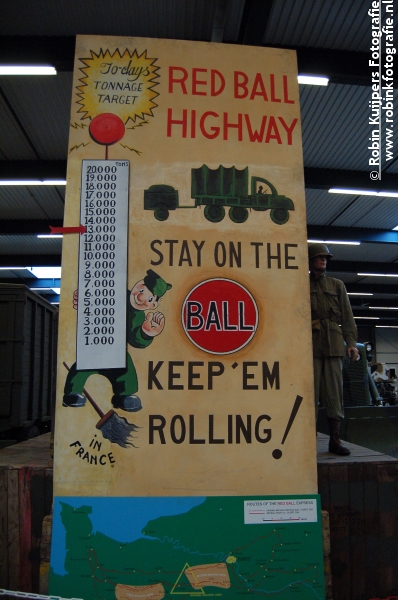 To-days
TONNAGE
TARGET
RED BALL
HIGHWAY
TONS
20.000
19.000
18.000
17.000
16.000
15.000
14.000
13.000
12.000
11.000
10.000
9.000
8.000
7.000
6.000
5.000
4.000
3.000
2.000
1.000
STAY ON THE
BALL
KEEP 'EM
ROLLING!
in
FRANCE
ROUTES OF THE RED BALL EXPRESS
© Robin Kuijpers Fotografie
www.robinkfotografie.nl